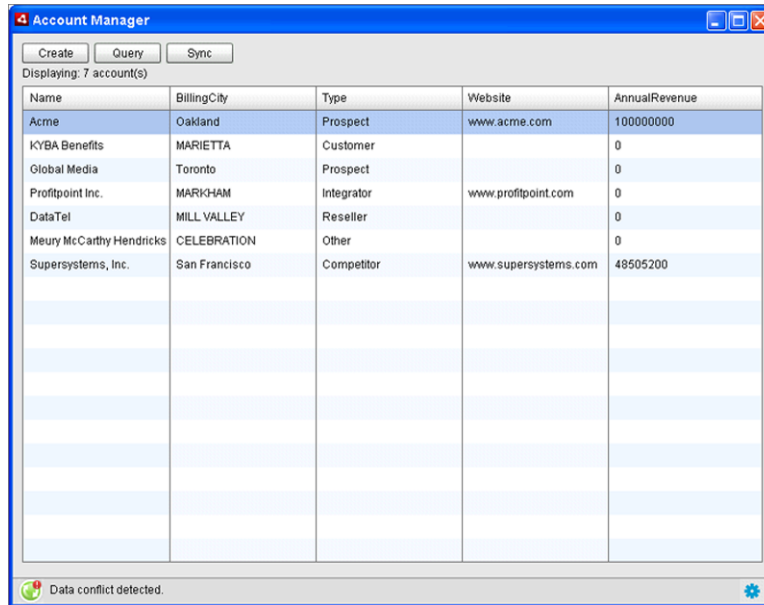 Account Manager
Create Query Sync
Displaying: 7 account(s)
Name BillingCity Type Website AnnualRevenue
Acme Oakland Prospect www.acme.com 100000000
KYBA Benefits MARIETTA Customer 0
Global Media Toronto Prospect 0
Profitpoint Inc. MARKHAM Integrator www.profitpoint.com 0
DataTel MILL VALLEY Reseller 0
Meury McCarthy Hendricks CELEBRATION Other 0
Supersystems, Inc. San Francisco Competitor www.supersystems.com 48505200
Data conflict detected.